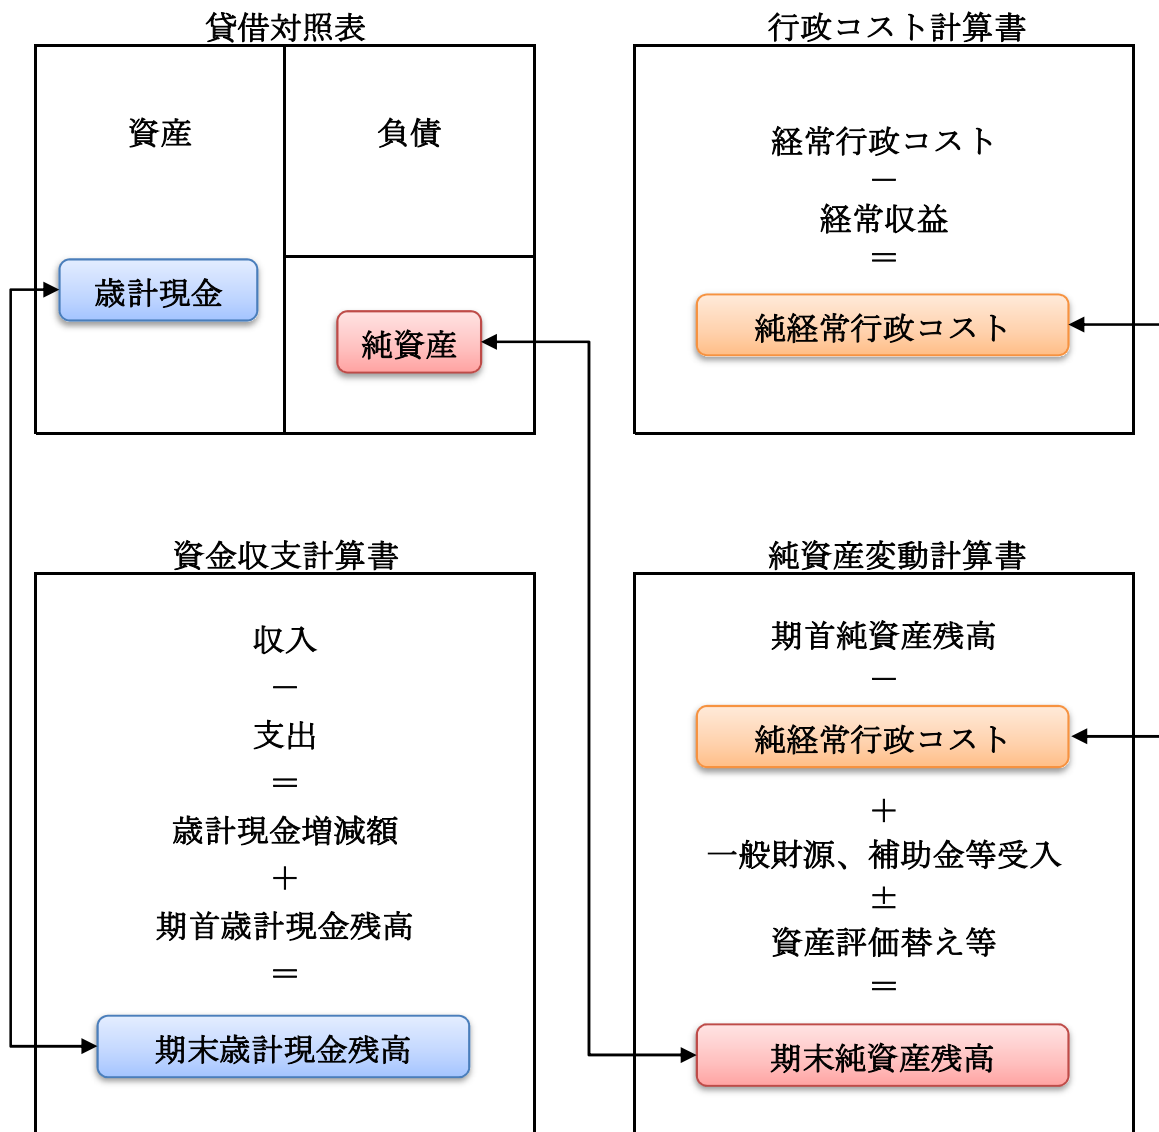 貸借対照表
資産
負債
歳計現金
純資産
行政コスト計算書
経常行政コスト
－
経常収益
＝
純経常行政コスト
資金収支計算書
収入
－
支出
＝
歳計現金増減額
＋
期首歳計現金残高
＝
期末歳計現金残高
純資産変動計算書
期首純資産残高
－
純経常行政コスト
＋
一般財源、補助金等受入
±
資産評価替え等
＝
期末純資産残高